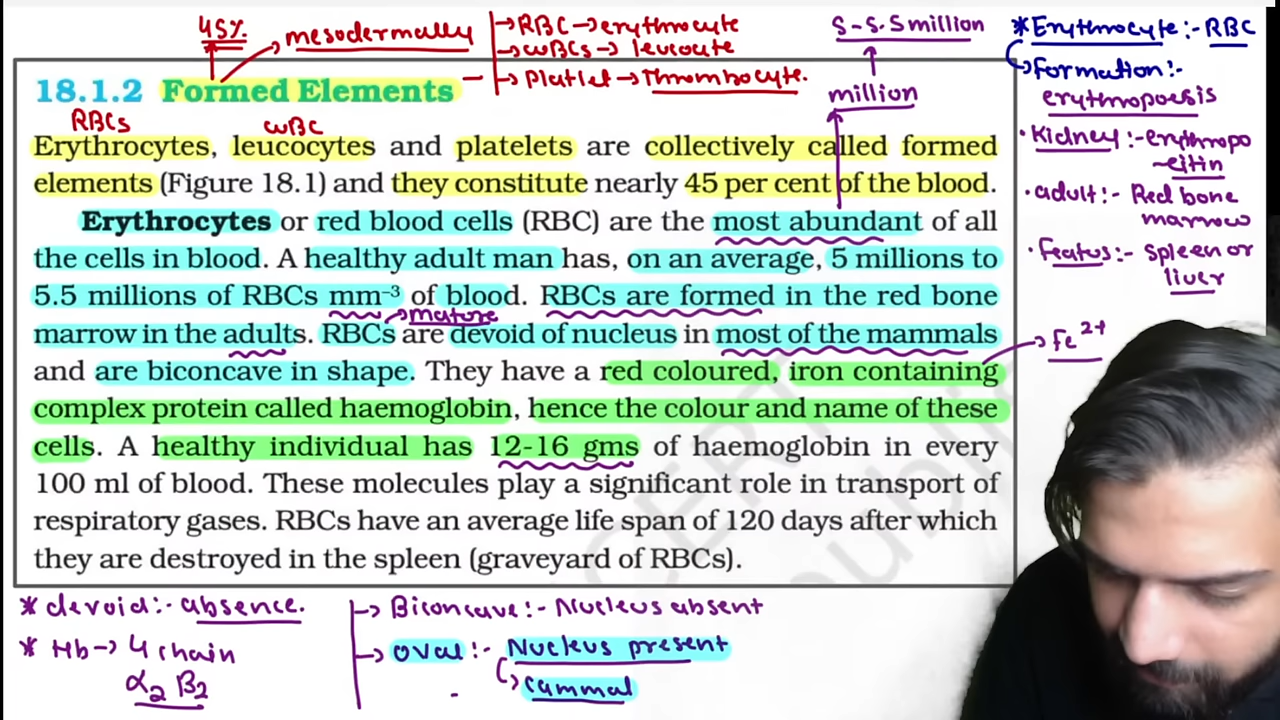 45%
mesodermally
→RBC→erythrocyte
→WBCs→leucoute
→Platlet→Thrombocyte.
5-5.5million
million
*Erythrocyte:-RBC
Formation:-
erythropoesis
•Kidney:-erythropo
-eitin
•adult:-Red bone
marrow
•Featus:-spleen or
liver
18.1.2 Formed Elements
RBCs
WBC
Erythrocytes, leucocytes and platelets are collectively called formed
elements (Figure 18.1) and they constitute nearly 45 per cent of the blood.
Erythrocytes or red blood cells (RBC) are the most abundant of all
the cells in blood. A healthy adult man has, on an average, 5 millions to
5.5 millions of RBCs mm⁻³ of blood. RBCs are formed in the red bone
mature
marrow in the adults. RBCs are devoid of nucleus in most of the mammals
Fe²⁺
and are biconcave in shape. They have a red coloured, iron containing
complex protein called haemoglobin, hence the colour and name of these
cells. A healthy individual has 12-16 gms of haemoglobin in every
100 ml of blood. These molecules play a significant role in transport of
respiratory gases. RBCs have an average life span of 120 days after which
they are destroyed in the spleen (graveyard of RBCs).
*devoid:-absence.
*Hb→4 chain
α₂ β₂
→Biconcave:-Nucleus absent
→oval:-Nucleus present
→cammal